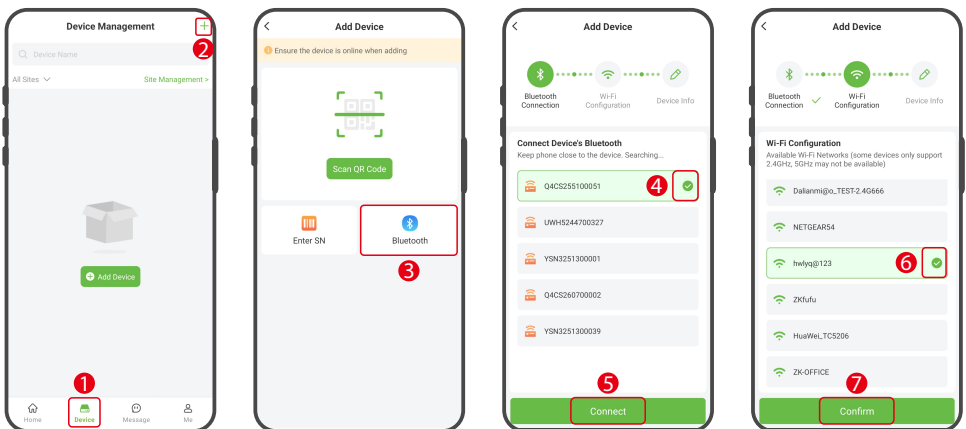 Device Management
+
2
Device Name
All Sites
Site Management >
Add Device
1
Home
Device
Message
Me
Add Device
Ensure the device is online when adding
Scan QR Code
Enter SN
Bluetooth
3
Add Device
Bluetooth
Connection
Wi-Fi
Configuration
Device Info
Connect Device's Bluetooth
Keep phone close to the device. Searching...
Q4CS255100051
4
UWH5244700327
YSN3251300001
Q4CS260700002
YSN3251300039
5
Connect
Add Device
Bluetooth
Connection
Wi-Fi
Configuration
Device Info
Wi-Fi Configuration
Available Wi-Fi Networks (some devices only support
2.4GHz, 5GHz may not be available)
Dalianmi@o_TEST-2.4G666
NETGEAR54
hwlyq@123
6
ZKfufu
HuaWei_TC5206
ZK-OFFICE
7
Confirm